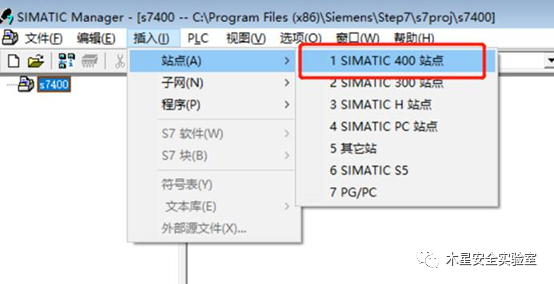 SIMATIC Manager - [s7400 -- C:\Program Files (x86)\Siemens\Step7\s7proj\s7400]
文件(F) 编辑(E) 插入(I) PLC 视图(V) 选项(O) 窗口(W) 帮助(H)
s7400
站点(A)
子网(N)
程序(P)
S7 软件(W)
S7 块(B)
符号表(Y)
文本库(E)
外部源文件(X)...
1 SIMATIC 400 站点
2 SIMATIC 300 站点
3 SIMATIC H 站点
4 SIMATIC PC 站点
5 其它站
6 SIMATIC S5
7 PG/PC
木星安全实验室